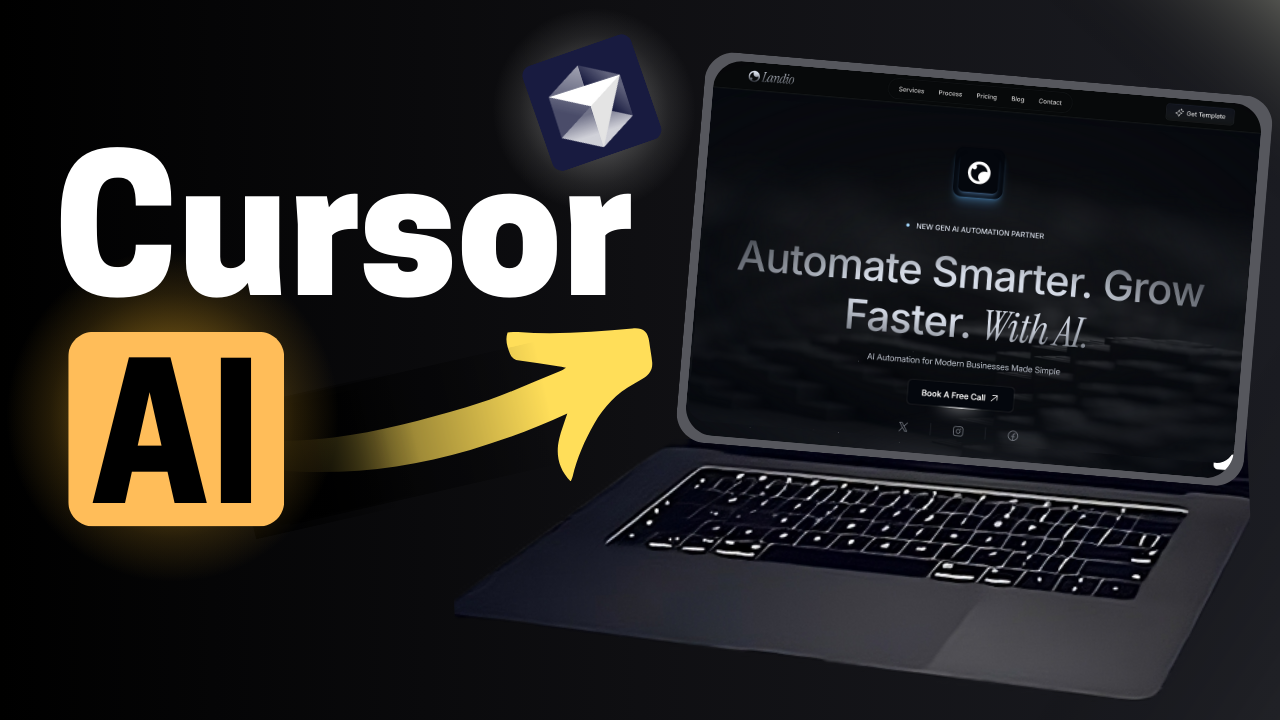 Cursor
AI
Landio
Services Process Pricing Blog Contact
Get Template
NEW GEN AI AUTOMATION PARTNER
Automate Smarter. Grow
Faster. With AI.
AI Automation for Modern Businesses Made Simple
Book A Free Call